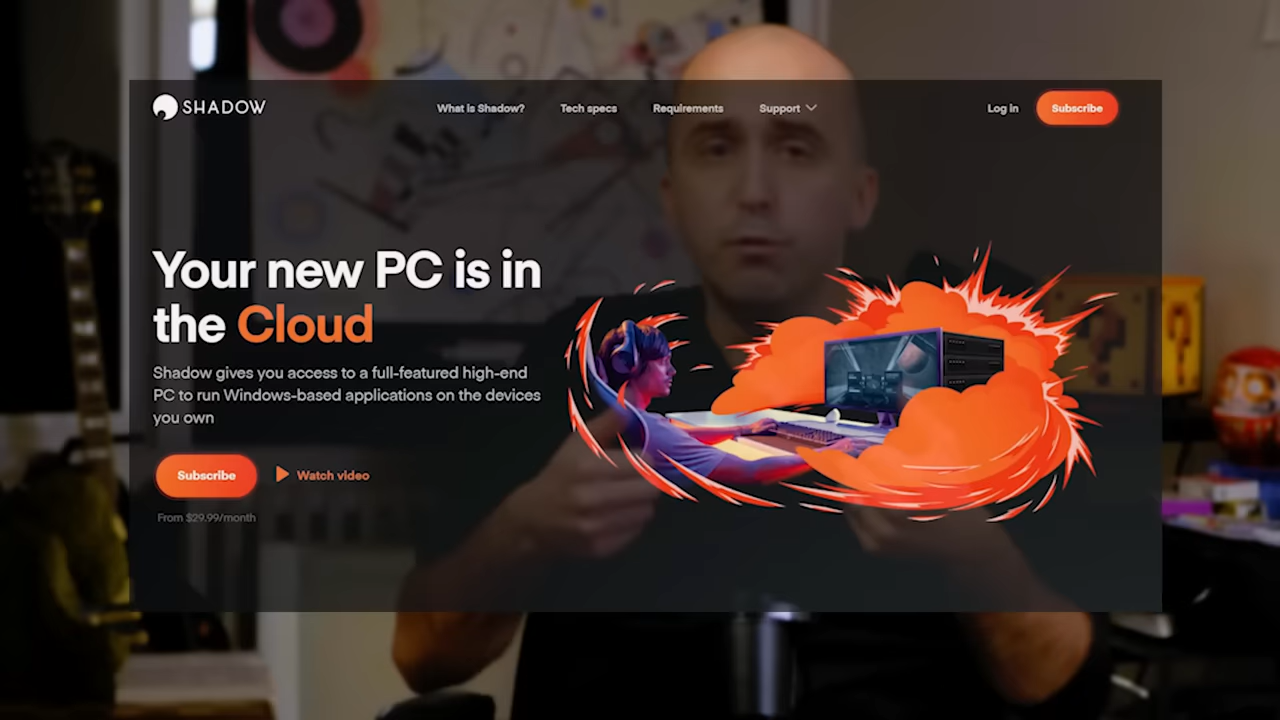 SHADOW
What is Shadow?
Tech specs
Requirements
Support
Log in
Subscribe
Your new PC is in
the Cloud
Shadow gives you access to a full-featured high-end
PC to run Windows-based applications on the devices
you own
Subscribe
Watch video
From $29.99/month
?